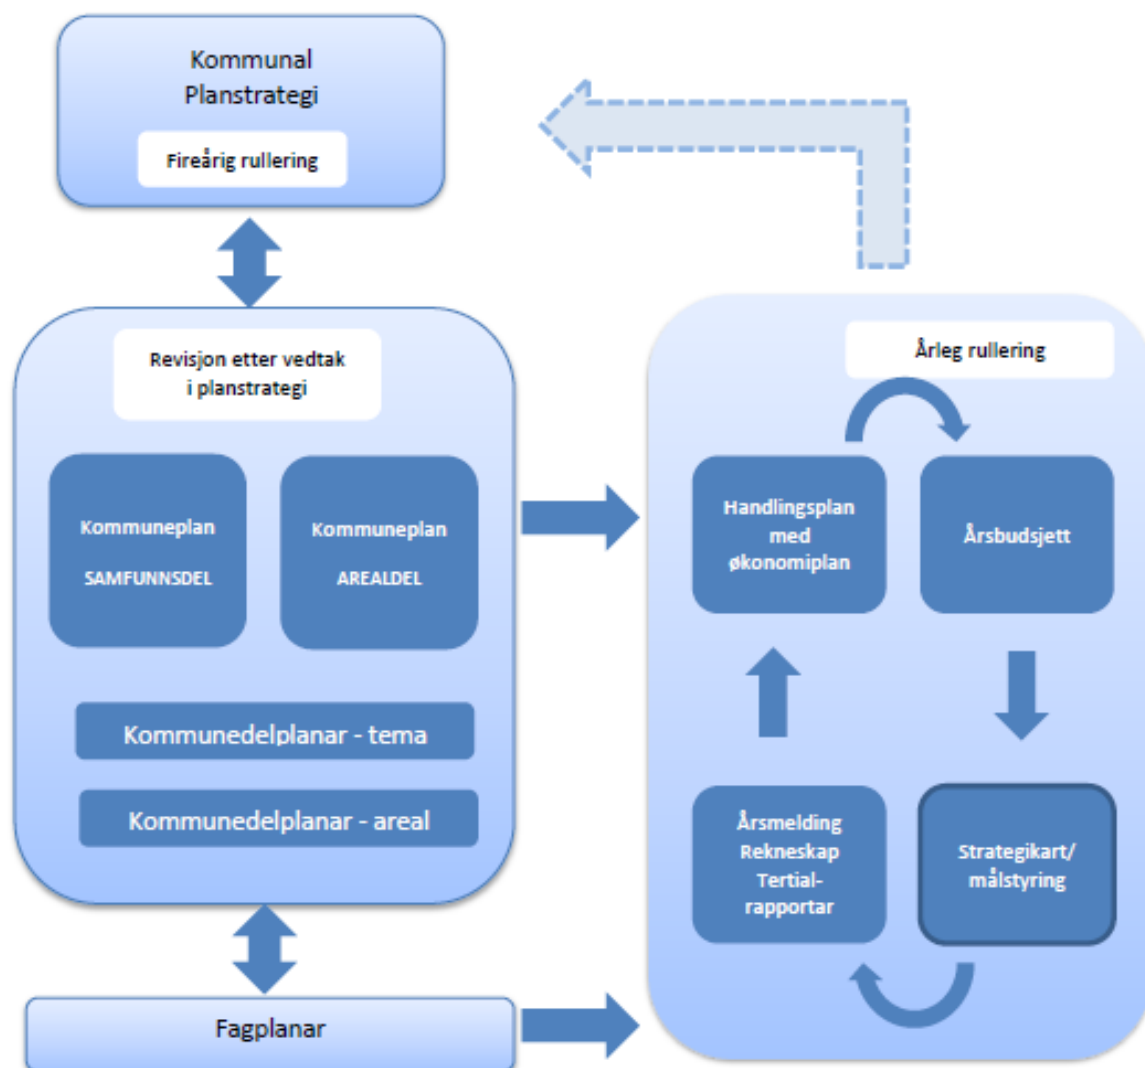 Kommunal
Planstrategi
Fireårig rullering
Revisjon etter vedtak
i planstrategi
Kommuneplan
SAMFUNNSDEL
Kommuneplan
AREALDEL
Kommunedelplanar - tema
Kommunedelplanar - areal
Fagplanar
Årleg rullering
Handlingsplan
med
økonomiplan
Årsbudsjett
Årsmelding
Rekneskap
Tertial-
rapportar
Strategikart/
målstyring